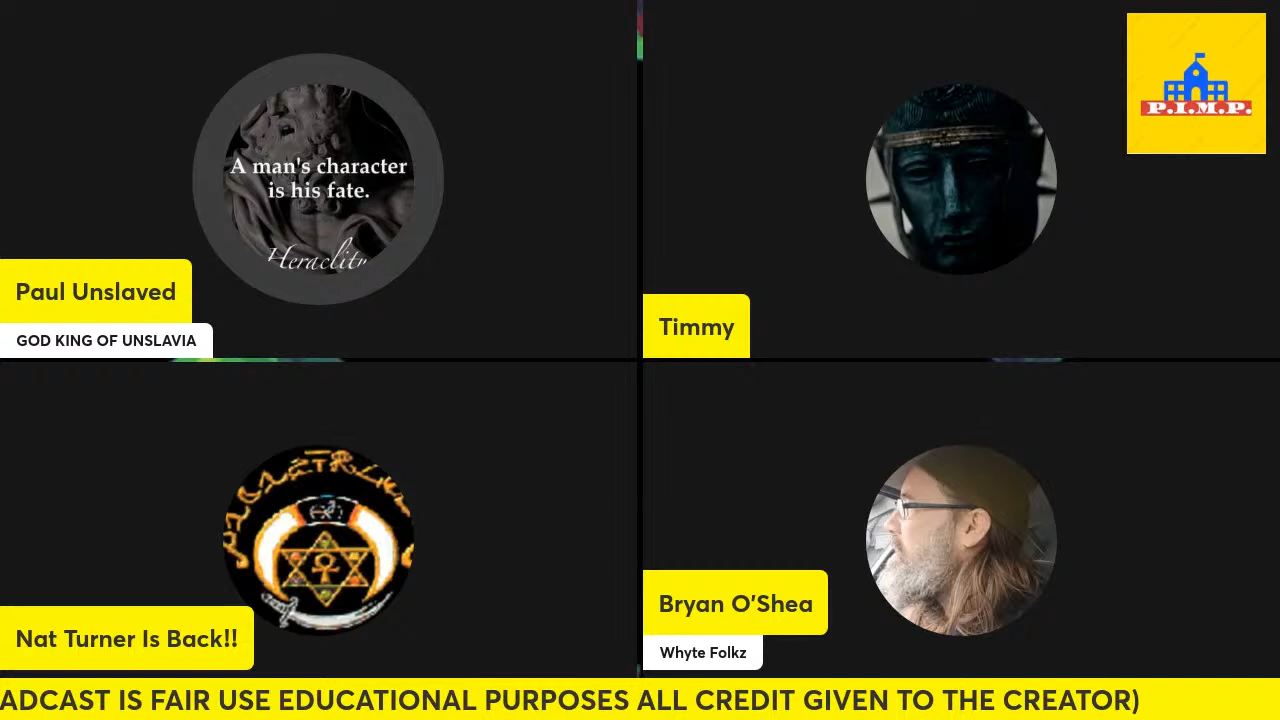 A man's character
is his fate.
Paul Unslaved
GOD KING OF UNSLAVIA
P.I.M.P.
Timmy
Nat Turner Is Back!!
Bryan O'Shea
Whyte Folkz
ADCAST IS FAIR USE EDUCATIONAL PURPOSES ALL CREDIT GIVEN TO THE CREATOR)